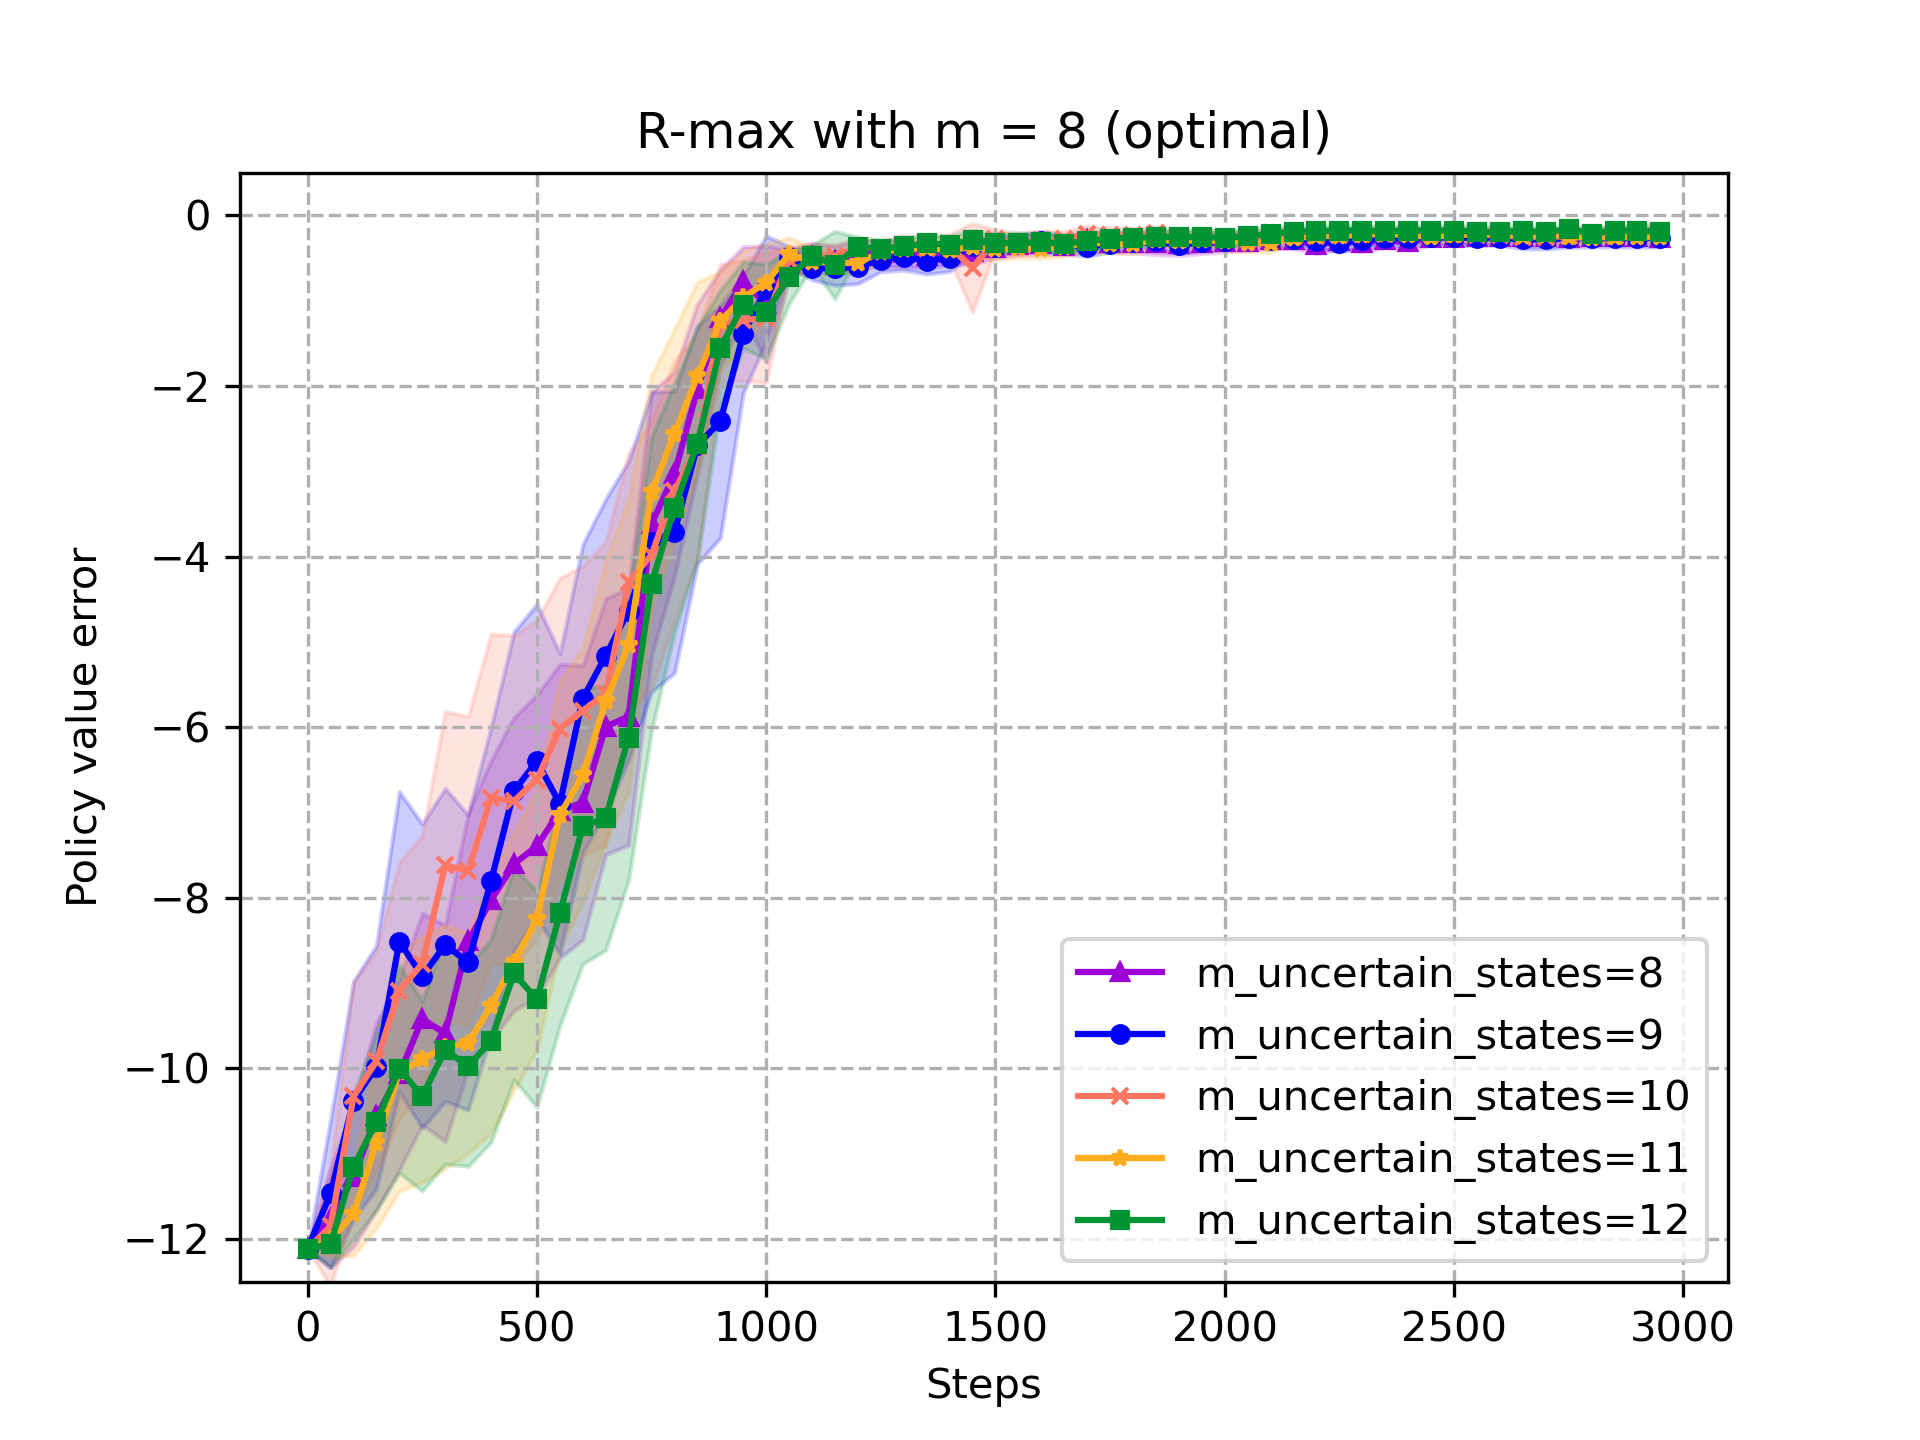 R-max with m = 8 (optimal)
Policy value error
0
−2
−4
−6
−8
−10
−12
m_uncertain_states=8
m_uncertain_states=9
m_uncertain_states=10
m_uncertain_states=11
m_uncertain_states=12
0 500 1000 1500 2000 2500 3000
Steps